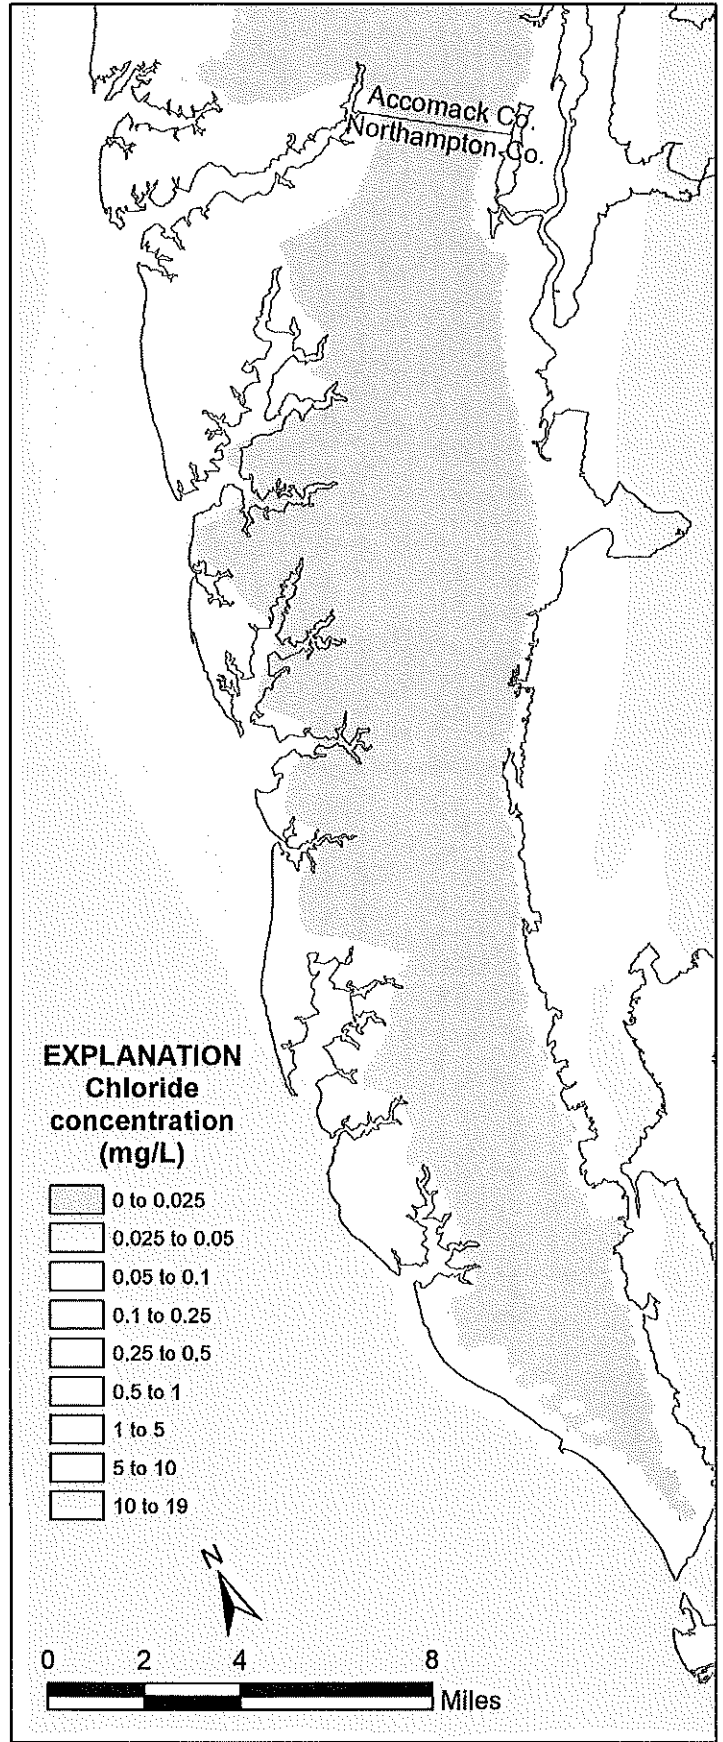 Accomack Co.
Northampton Co.
EXPLANATION
Chloride
concentration
(mg/L)
0 to 0.025
0.025 to 0.05
0.05 to 0.1
0.1 to 0.25
0.25 to 0.5
0.5 to 1
1 to 5
5 to 10
10 to 19
N
0 2 4 8
Miles